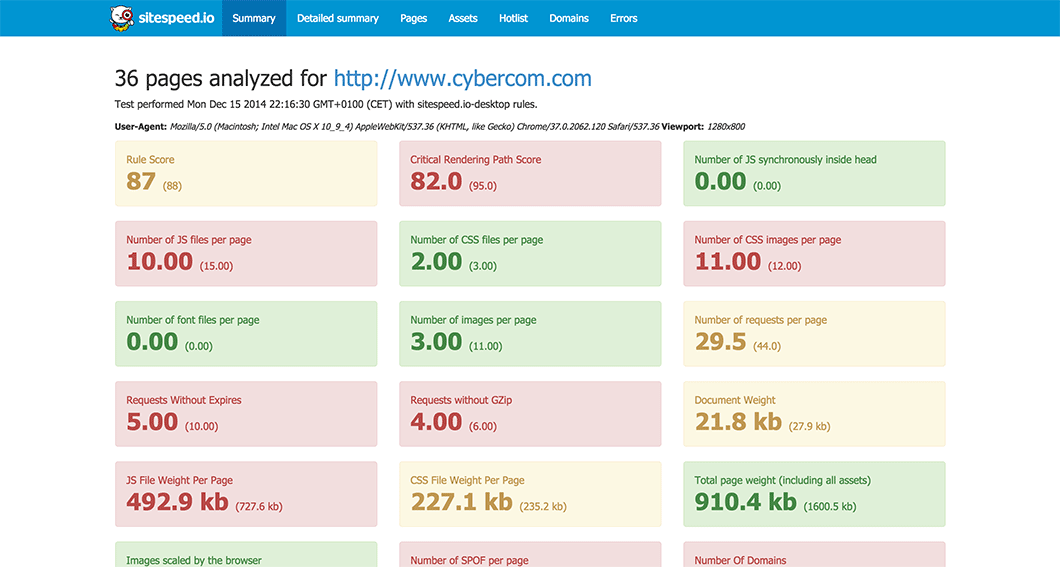 sitespeed.io Summary Detailed summary Pages Assets Hotlist Domains Errors
36 pages analyzed for http://www.cybercom.com
Test performed Mon Dec 15 2014 22:16:30 GMT+0100 (CET) with sitespeed.io-desktop rules.
User-Agent: Mozilla/5.0 (Macintosh; Intel Mac OS X 10_9_4) AppleWebKit/537.36 (KHTML, like Gecko) Chrome/37.0.2062.120 Safari/537.36 Viewport: 1280x800
Rule Score
87 (88)
Critical Rendering Path Score
82.0 (95.0)
Number of JS synchronously inside head
0.00 (0.00)
Number of JS files per page
10.00 (15.00)
Number of CSS files per page
2.00 (3.00)
Number of CSS images per page
11.00 (12.00)
Number of font files per page
0.00 (0.00)
Number of images per page
3.00 (11.00)
Number of requests per page
29.5 (44.0)
Requests Without Expires
5.00 (10.00)
Requests without GZip
4.00 (6.00)
Document Weight
21.8 kb (27.9 kb)
JS File Weight Per Page
492.9 kb (727.6 kb)
CSS File Weight Per Page
227.1 kb (235.2 kb)
Total page weight (including all assets)
910.4 kb (1600.5 kb)
Images scaled by the browser
Number of SPOF per page
Number Of Domains